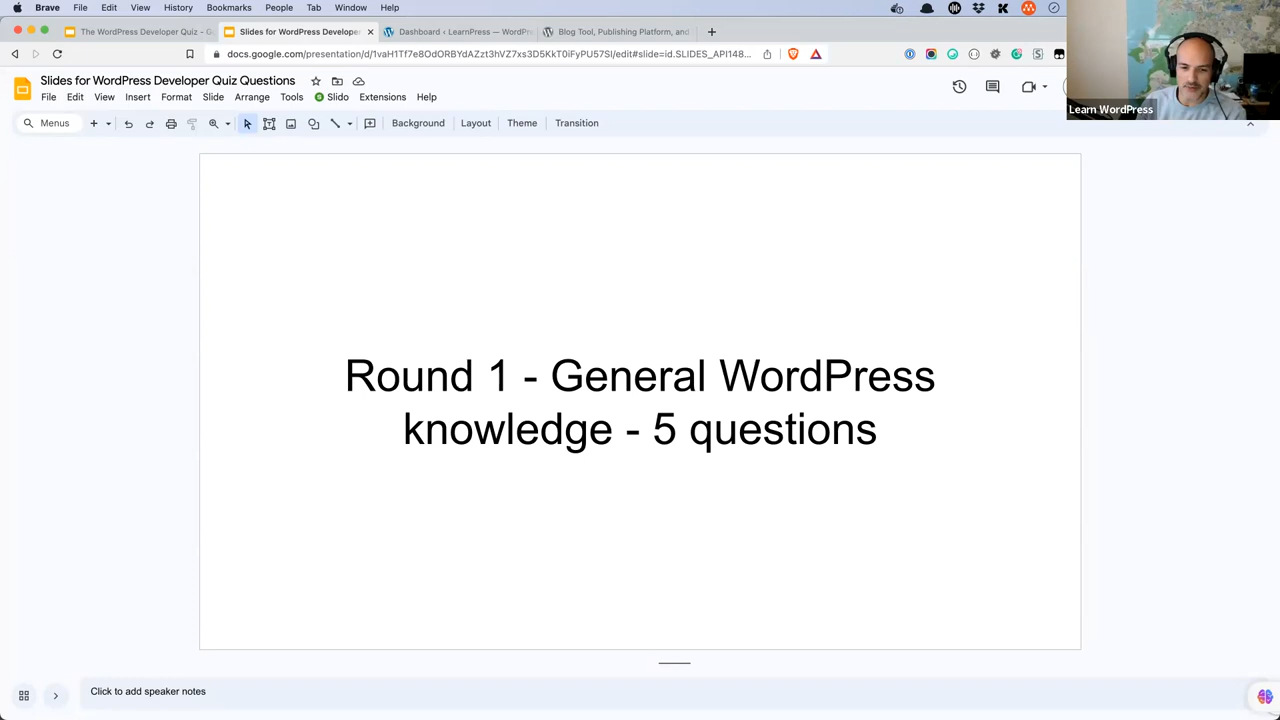 Brave File Edit View History Bookmarks People Tab Window Help
The WordPress Developer Quiz - G
Slides for WordPress Developer
Dashboard ‹ LearnPress — WordPr
Blog Tool, Publishing Platform, and
docs.google.com/presentation/d/1vaH1Tf7e8OdORBYdAZzt3hVZ7xs3D5KkT0iFyPU57SI/edit#slide=id.SLIDES_API148...
Slides for WordPress Developer Quiz Questions
File Edit View Insert Format Slide Arrange Tools Slido Extensions Help
Learn WordPress
Menus
Background Layout Theme Transition
Round 1 - General WordPress
knowledge - 5 questions
Click to add speaker notes